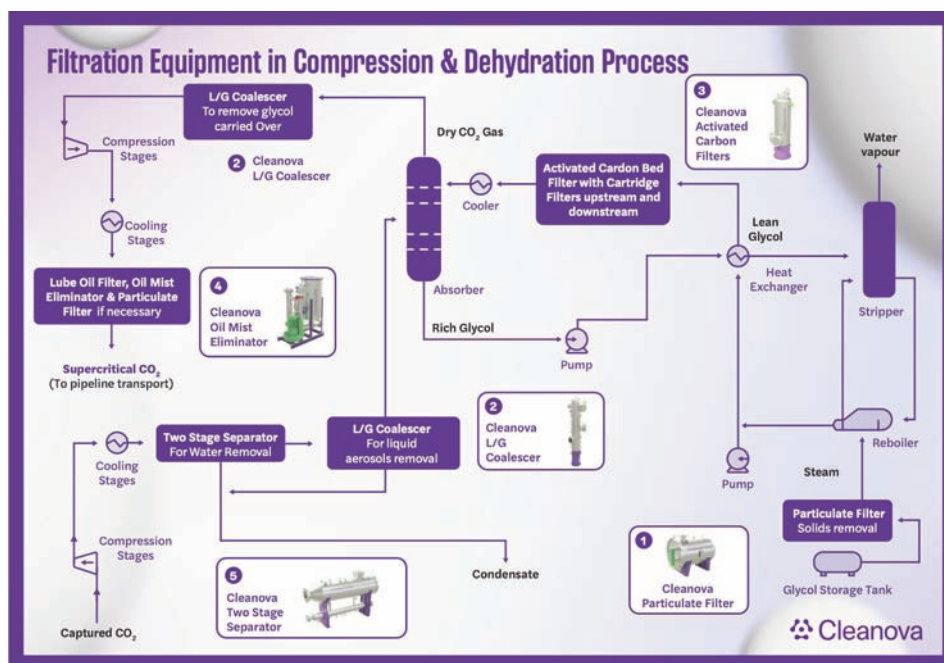 Filtration Equipment in Compression & Dehydration Process
L/G Coalescer
To remove glycol
carried Over
Compression
Stages
2
Cleanova
L/G Coalescer
Dry CO₂ Gas
3
Cleanova
Activated
Carbon
Filters
Water
vapour
Activated Cardon Bed
Filter with Cartridge
Filters upstream and
downstream
Cooler
Cooling
Stages
Lean
Glycol
Heat
Exchanger
Lube Oil Filter, Oil Mist
Eliminator & Particulate
Filter if necessary
4
Cleanova
Oil Mist
Eliminator
Absorber
Stripper
Rich Glycol
Pump
Supercritical CO₂
(To pipeline transport)
Two Stage Separator
For Water Removal
L/G Coalescer
For liquid
aerosols removal
2
Cleanova
L/G
Coalescer
Reboiler
Cooling
Stages
Steam
Pump
Particulate Filter
Solids removal
Compression
Stages
Condensate
1
Cleanova
Particulate Filter
Glycol Storage Tank
5
Cleanova
Two Stage
Separator
Captured CO₂
Cleanova